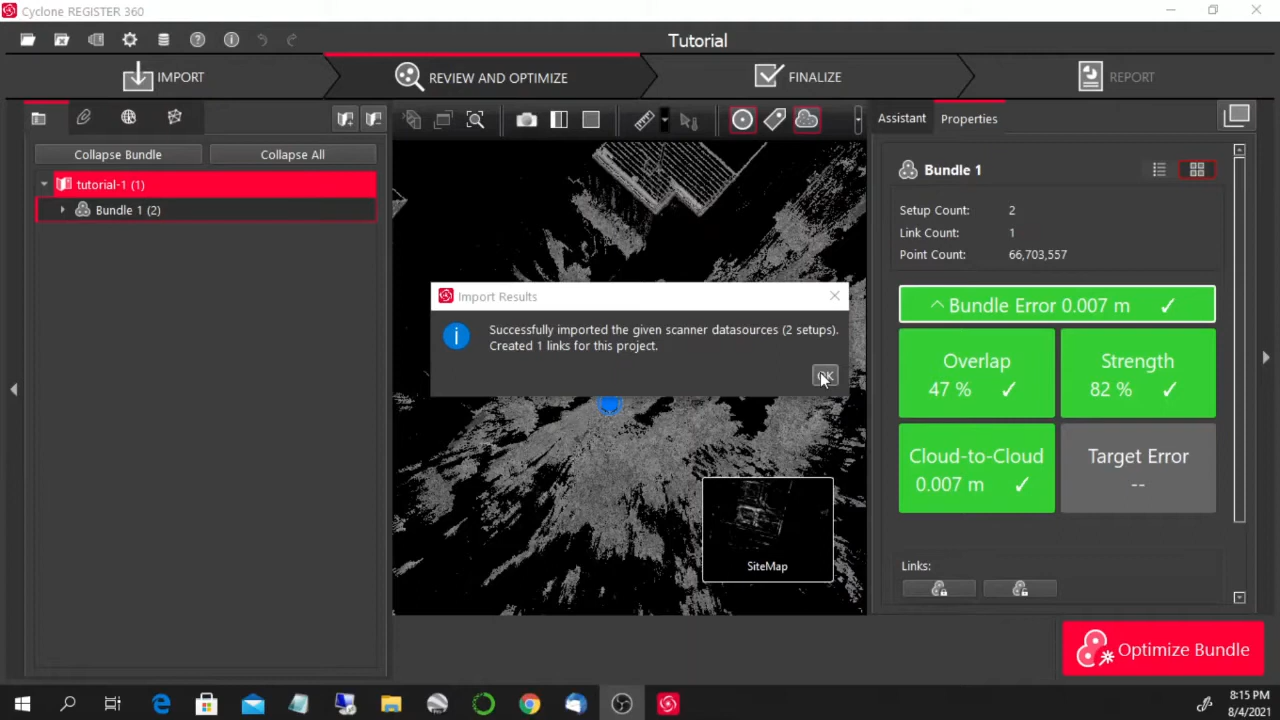 Cyclone REGISTER 360
Tutorial
IMPORT
REVIEW AND OPTIMIZE
FINALIZE
REPORT
Collapse Bundle
Collapse All
tutorial-1 (1)
Bundle 1 (2)
Import Results
Successfully imported the given scanner datasources (2 setups).
Created 1 links for this project.
OK
SiteMap
Assistant
Properties
Bundle 1
Setup Count: 2
Link Count: 1
Point Count: 66,703,557
Bundle Error 0.007 m
Overlap
47 %
Strength
82 %
Cloud-to-Cloud
0.007 m
Target Error
--
Links:
Optimize Bundle
8:15 PM
8/4/2021